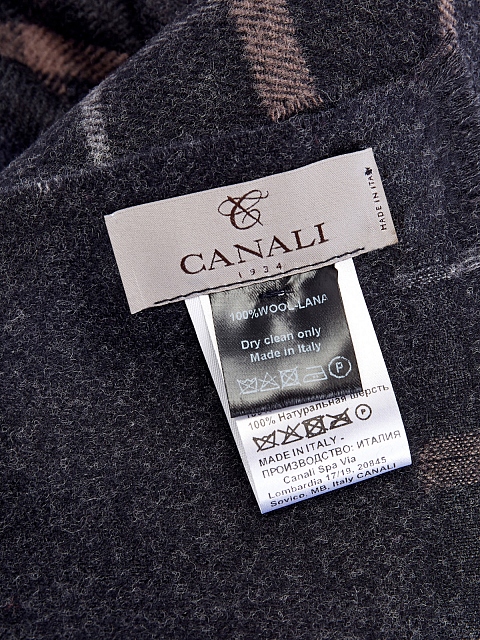 CANALI
1934
MADE IN ITALY
100%WOOL-LANA
Dry clean only
Made in Italy
P
100% Натуральная шерсть
P
MADE IN ITALY -
ПРОИЗВОДСТВО: ИТАЛИЯ
Canali Spa Via
Lombardia 17/19, 20845
Sovico, MB, Italy CANALI